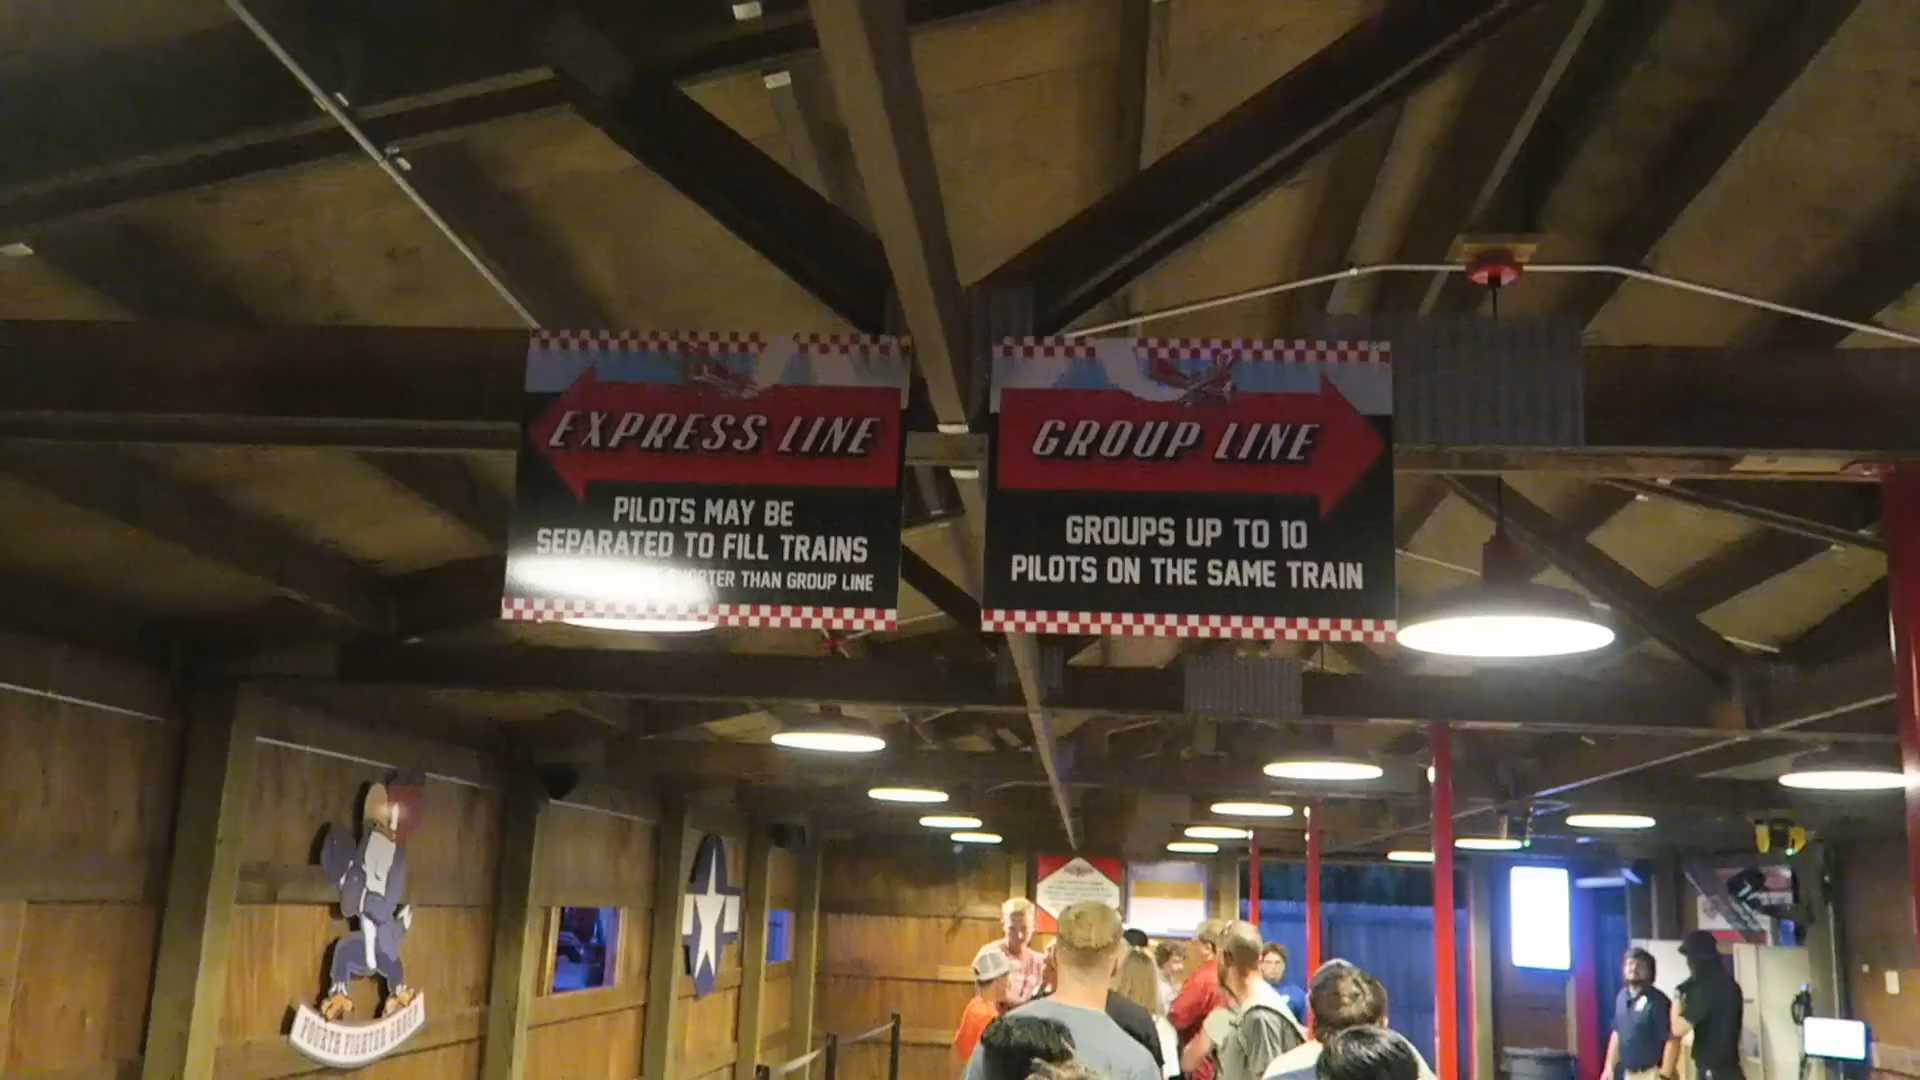 EXPRESS LINE
PILOTS MAY BE
SEPARATED TO FILL TRAINS
SHORTER THAN GROUP LINE
GROUP LINE
GROUPS UP TO 10
PILOTS ON THE SAME TRAIN
FOURTH FIGHTER GROUP